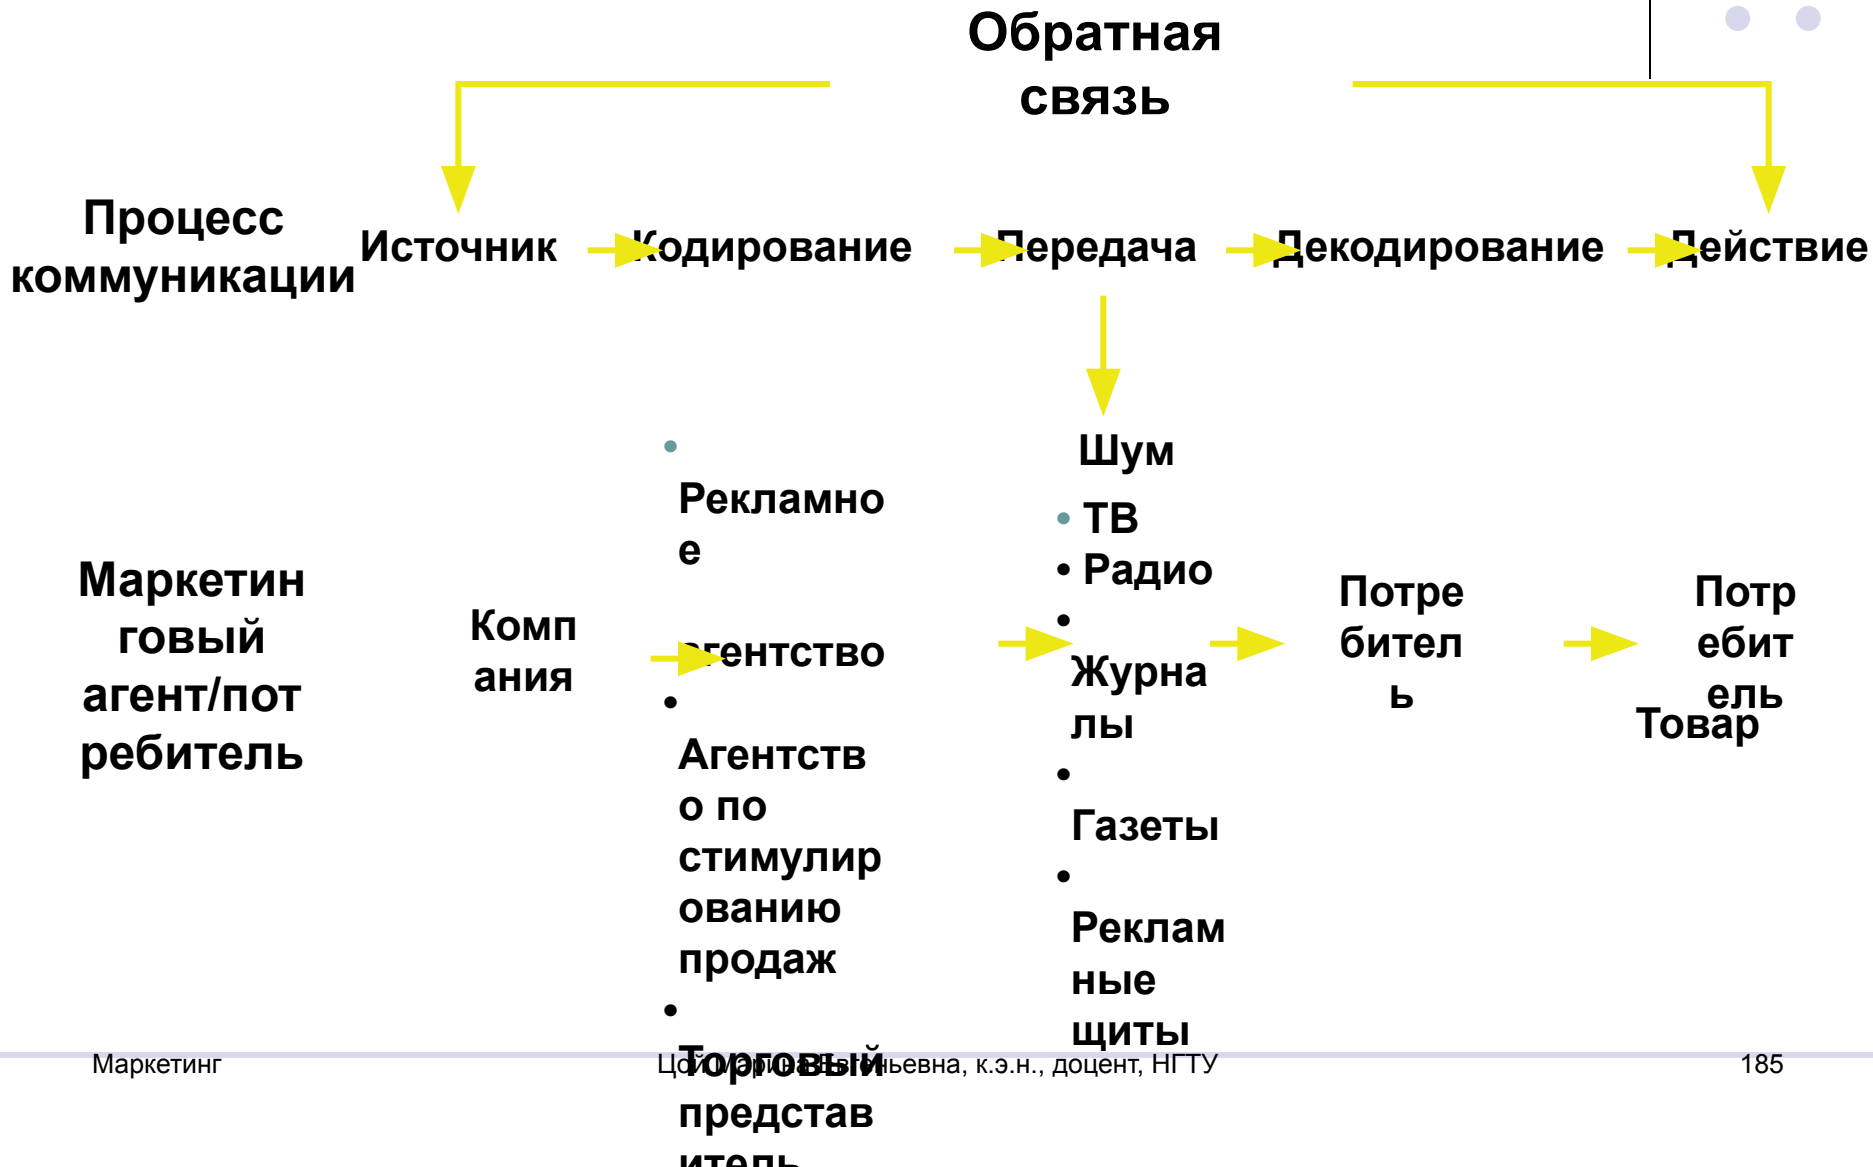 Обратная
связь
Процесс
коммуникации
Источник
Кодирование
Передача
Декодирование
Действие
Маркетин
говый
агент/пот
ребитель
Комп
ания
•
Рекламно
е
агентство
•
Агентств
о по
стимулир
ованию
продаж
•
Торговый
представ
итель
Шум
• ТВ
• Радио
•
Журна
лы
•
Газеты
•
Реклам
ные
щиты
Потре
бител
ь
Потр
ебит
ель
Товар
Маркетинг
Цой Марина Евгеньевна, к.э.н., доцент, НГТУ
185